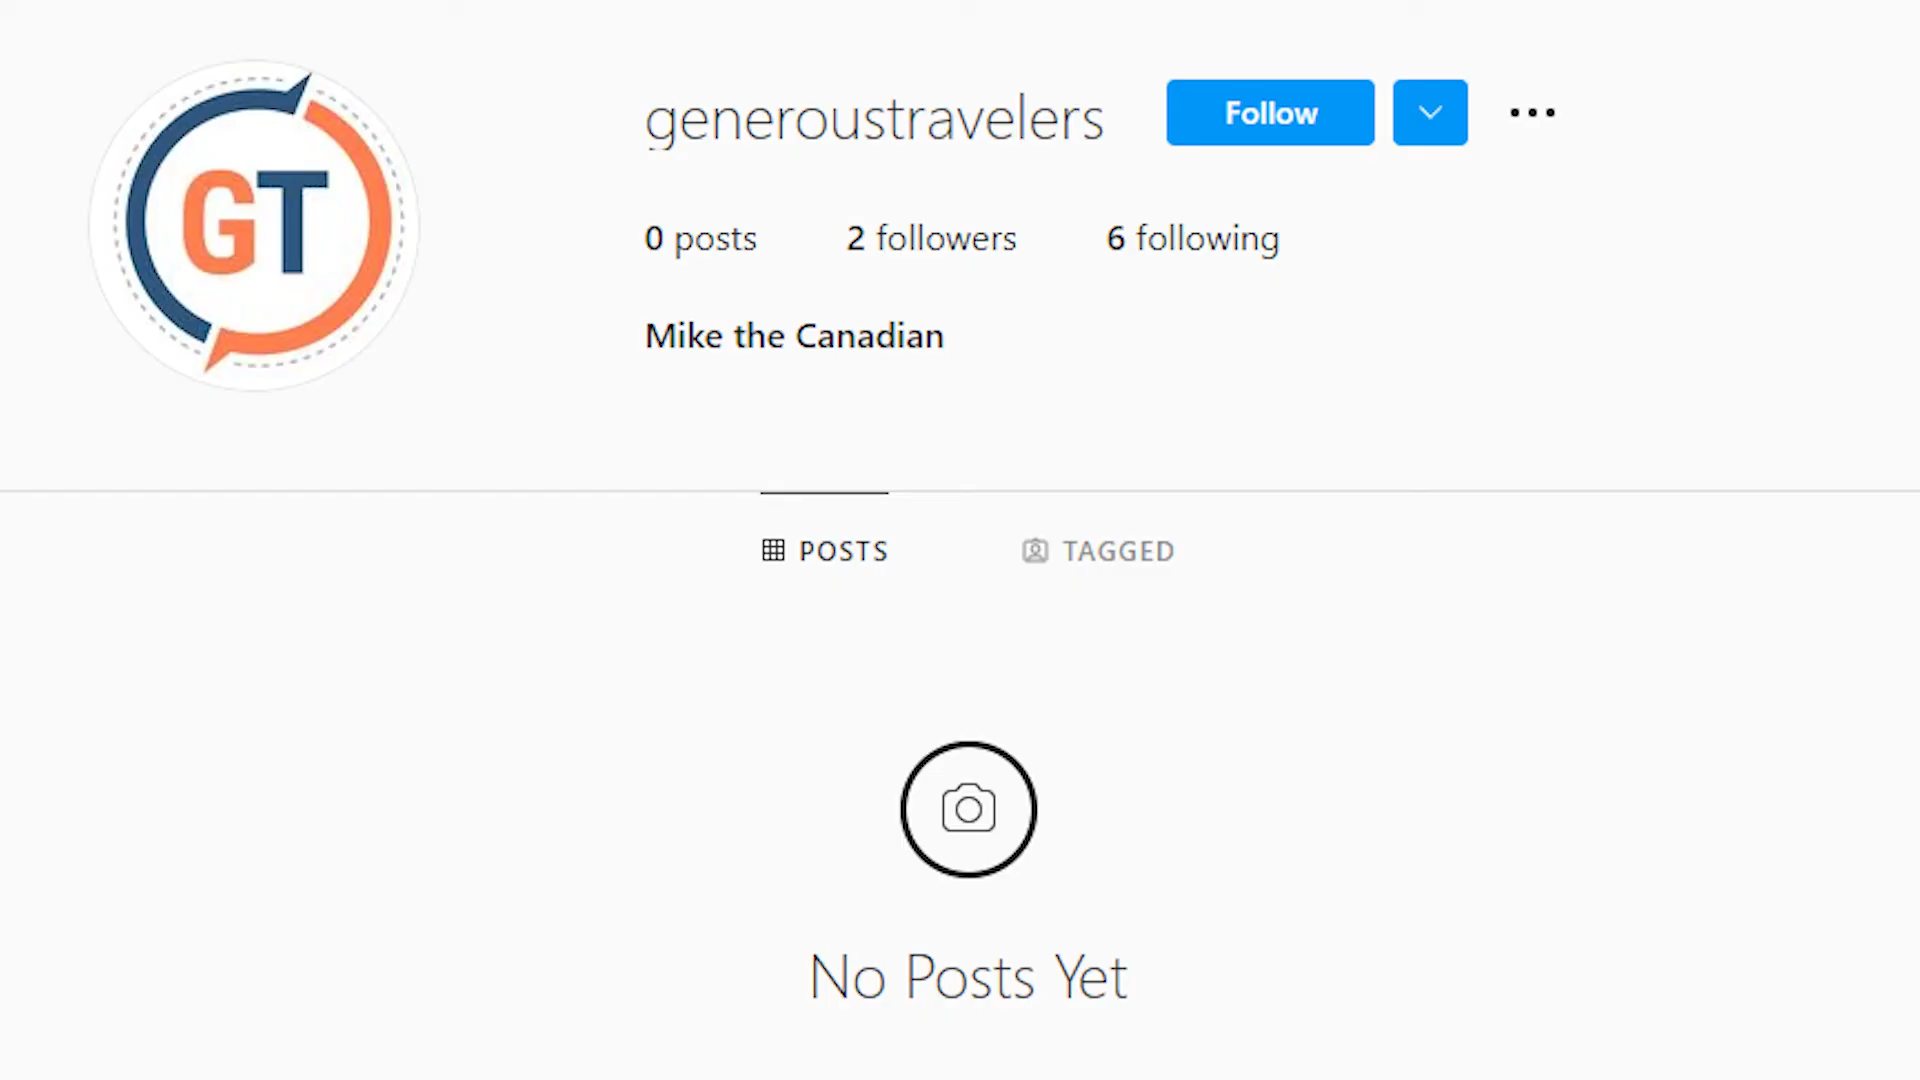 GT
generoustravelers
Follow
0 posts 2 followers 6 following
Mike the Canadian
POSTS TAGGED
No Posts Yet